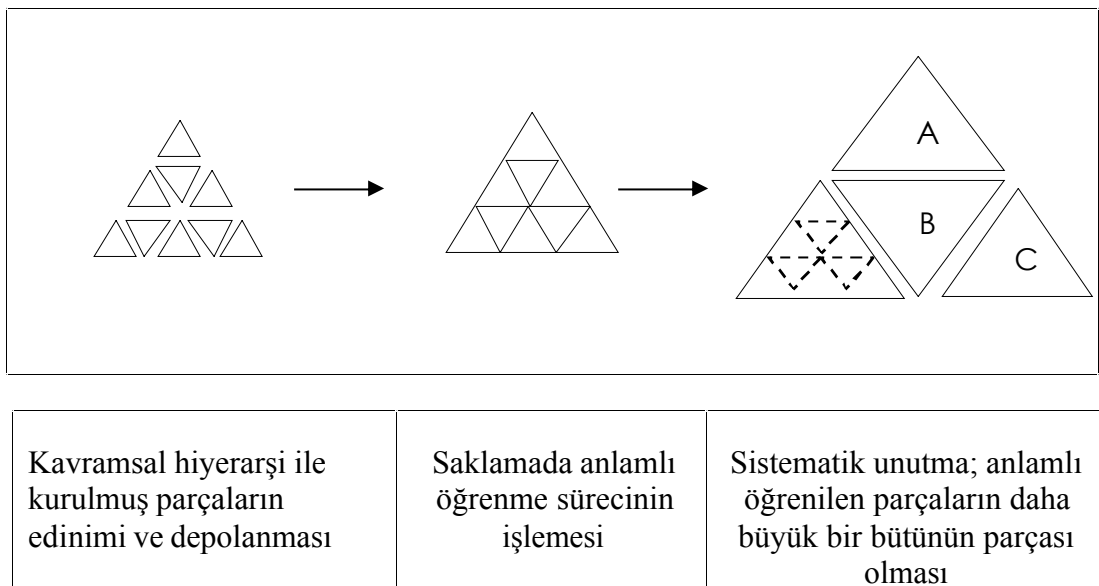 A
B
C
Kavramsal hiyerarşi ile
kurulmuş parçaların
edinimi ve depolanması
Saklamada anlamlı
öğrenme sürecinin
işlemesi
Sistematik unutma; anlamlı
öğrenilen parçaların daha
büyük bir bütünün parçası
olması